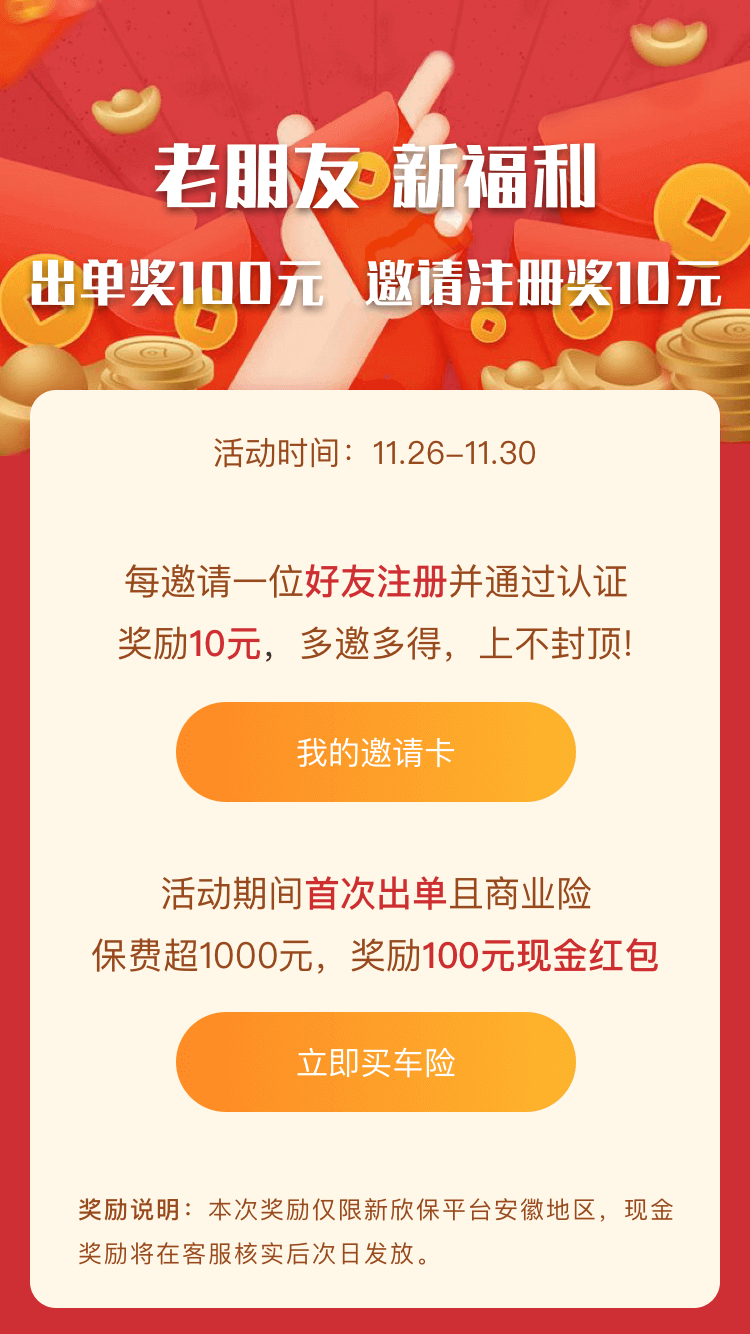 老朋友 新福利
出单奖100元 邀请注册奖10元
活动时间：11.26-11.30
每邀请一位好友注册并通过认证
奖励10元，多邀多得，上不封顶!
我的邀请卡
活动期间首次出单且商业险
保费超1000元，奖励100元现金红包
立即买车险
奖励说明：本次奖励仅限新欣保平台安徽地区，现金
奖励将在客服核实后次日发放。